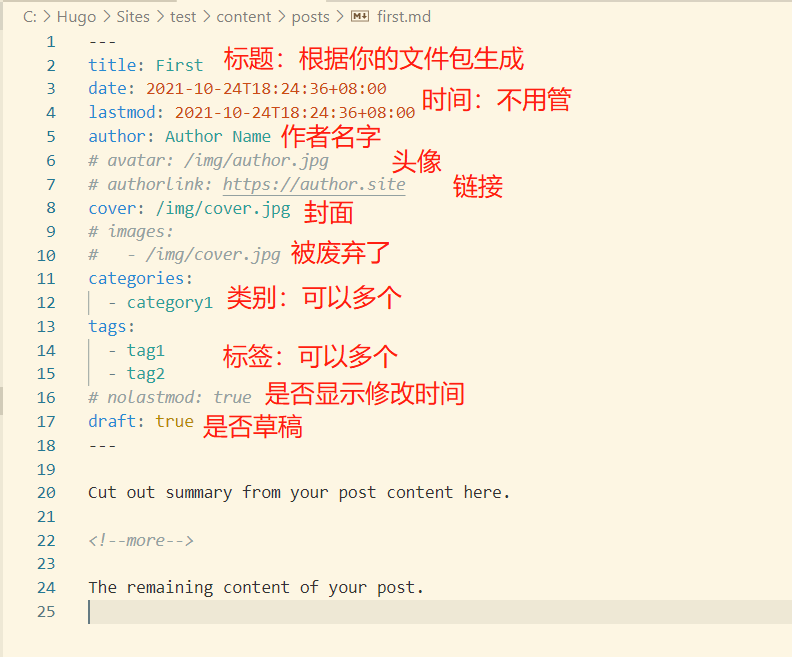 C: > Hugo > Sites > test > content > posts > first.md
1 ---
2 title: First 标题：根据你的文件包生成
3 date: 2021-10-24T18:24:36+08:00
4 lastmod: 2021-10-24T18:24:36+08:00 时间：不用管
5 author: Author Name 作者名字
6 # avatar: /img/author.jpg 头像
7 # authorlink: https://author.site 链接
8 cover: /img/cover.jpg 封面
9 # images:
10 #   - /img/cover.jpg 被废弃了
11 categories:
12   - category1 类别：可以多个
13 tags:
14   - tag1 标签：可以多个
15   - tag2
16 # nolastmod: true 是否显示修改时间
17 draft: true 是否草稿
18 ---
19
20 Cut out summary from your post content here.
21
22 <!--more-->
23
24 The remaining content of your post.
25